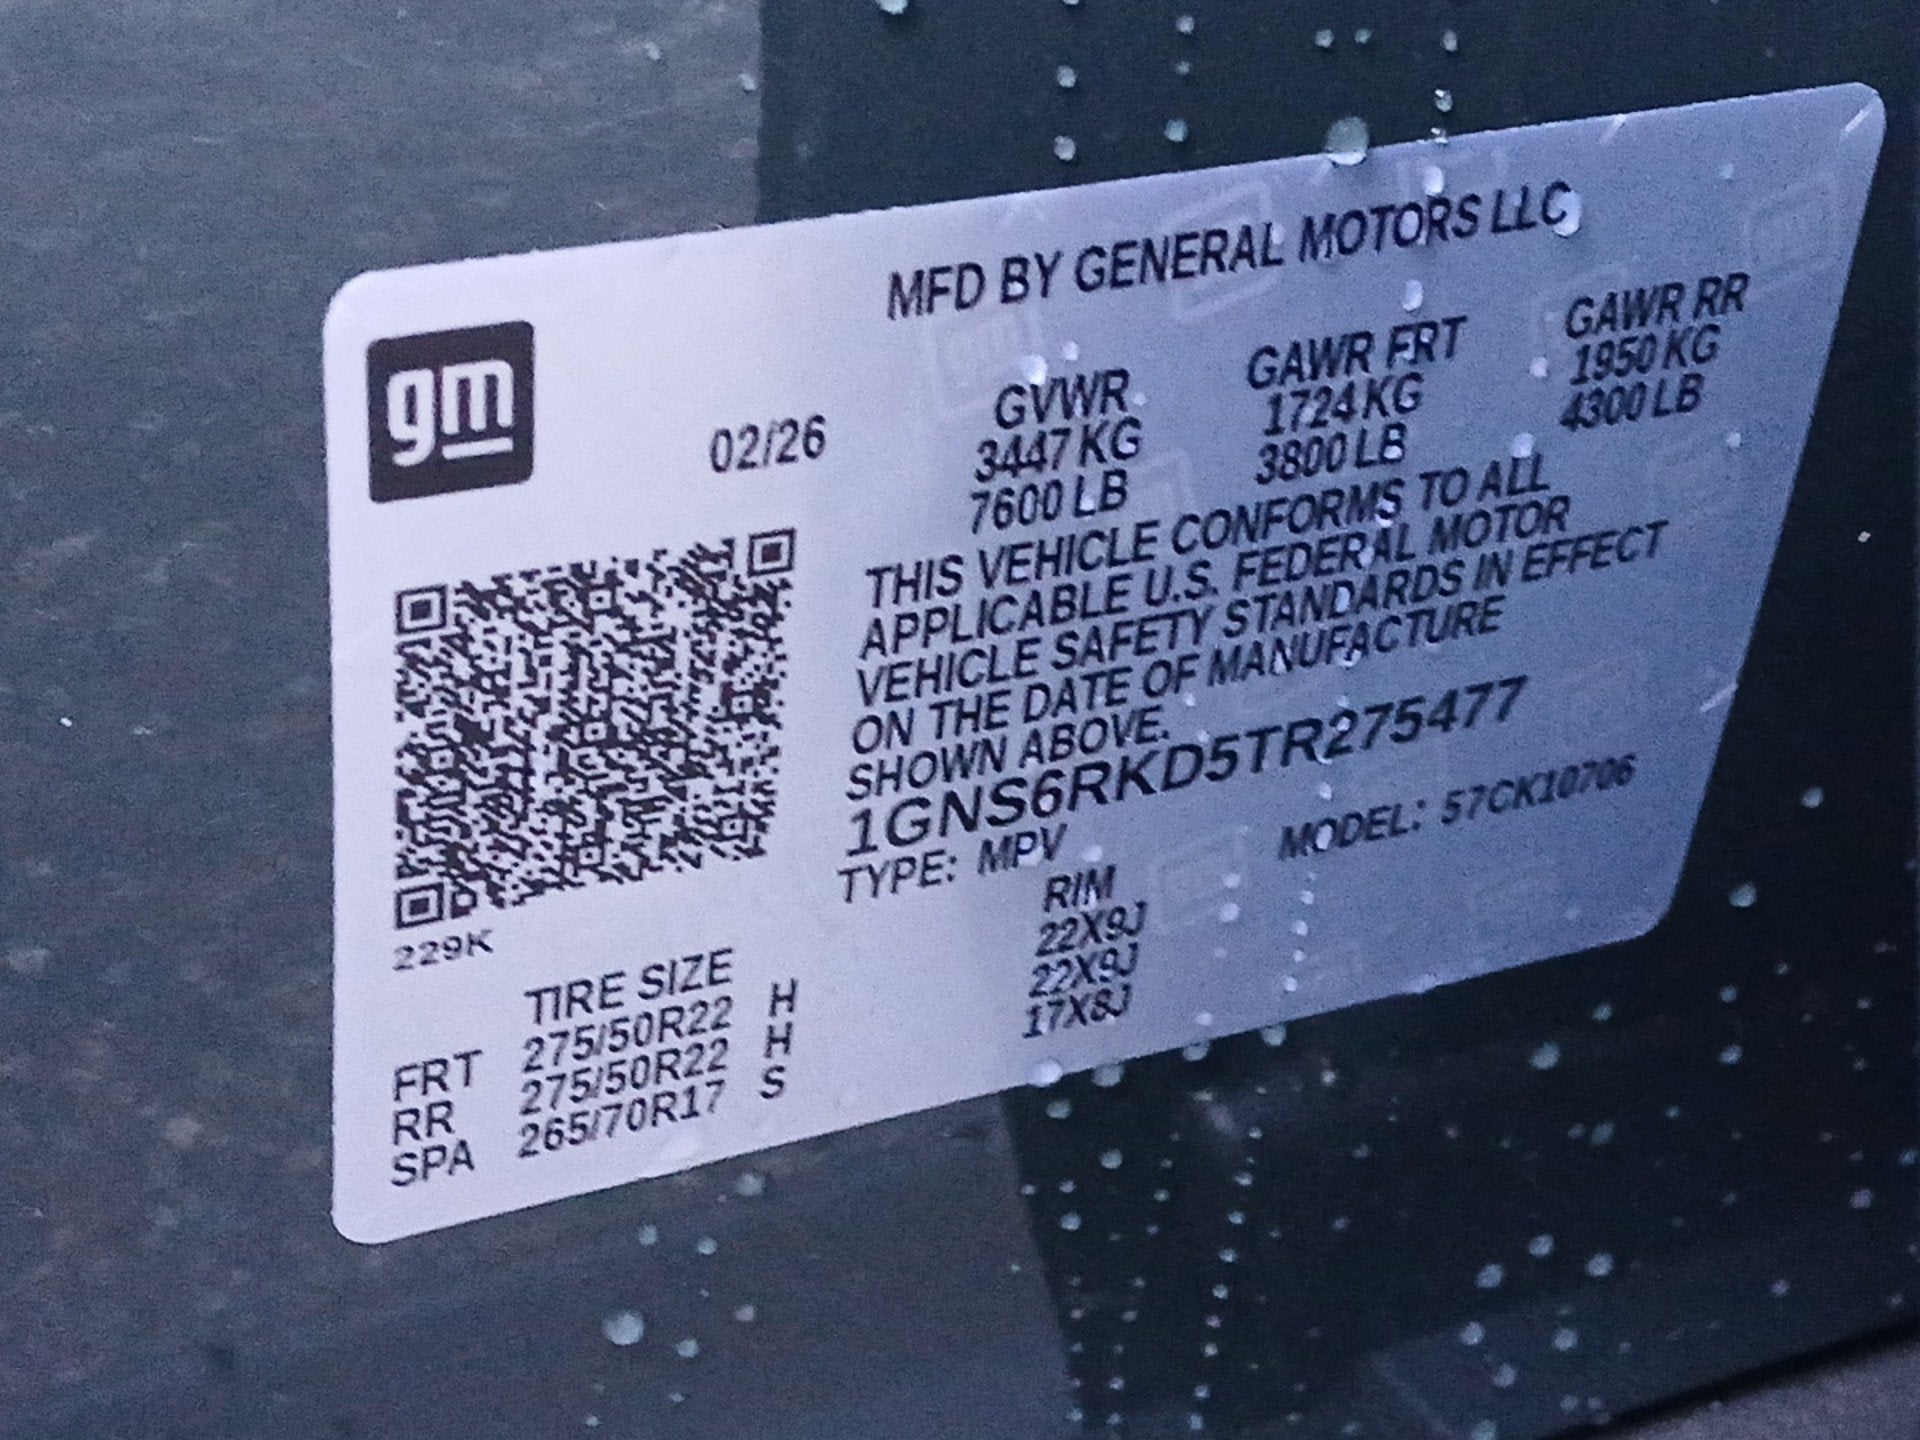 MFD BY GENERAL MOTORS LLC
gm
02/26
GVWR GAWR FRT GAWR RR
3447 KG 1724 KG 1950 KG
7600 LB 3800 LB 4300 LB
THIS VEHICLE CONFORMS TO ALL
APPLICABLE U.S. FEDERAL MOTOR
VEHICLE SAFETY STANDARDS IN EFFECT
ON THE DATE OF MANUFACTURE
SHOWN ABOVE.
1GNS6RKD5TR275477
TYPE: MPV MODEL: 57CK10706
229K
TIRE SIZE RIM
FRT 275/50R22 H 22X9J
RR 275/50R22 H 22X9J
SPA 265/70R17 S 17X8J